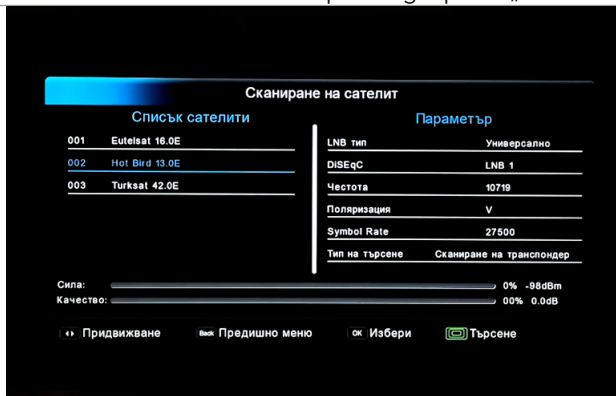 Сканиране на сателит
Списък сателити
001 Eutelsat 16.0E
002 Hot Bird 13.0E
003 Turksat 42.0E
Параметър
LNB тип Универсално
DiSEqC LNB 1
Честота 10719
Поляризация V
Symbol Rate 27500
Тип на търсене Сканиране на транспондер
Сила: 0% -98dBm
Качество: 00% 0.0dB
Придвижване Back Предишно меню OK Избери Търсене